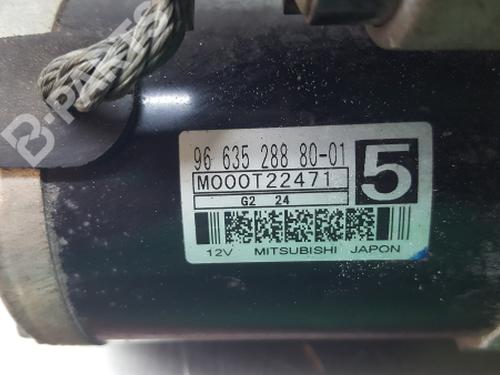 B-PARTS
96 635 288 80-01
M000T22471
5
G2 24
12V MITSUBISHI JAPON